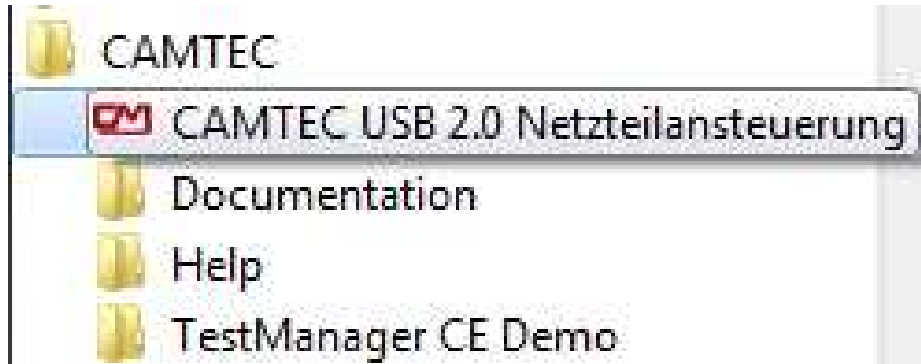 CAMTEC
CAMTEC USB 2.0 Netzteilansteuerung
Documentation
Help
TestManager CE Demo